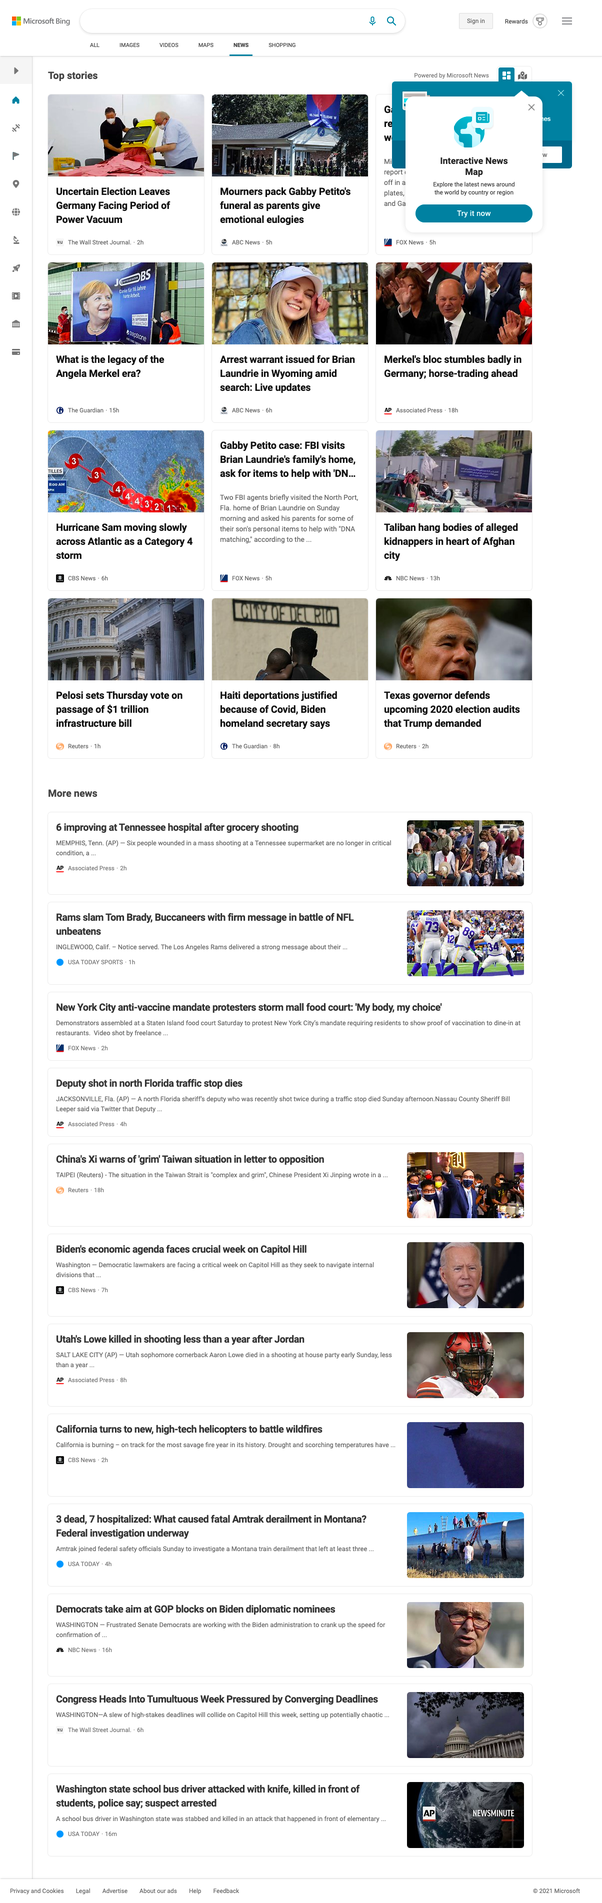 Microsoft Bing
Sign in
Rewards
ALL
IMAGES
VIDEOS
MAPS
NEWS
SHOPPING
Top stories
Powered by Microsoft News
Interactive News
Map
Explore the latest news around
the world by country or region
Try it now
Uncertain Election Leaves
Germany Facing Period of
Power Vacuum
The Wall Street Journal. · 2h
Mourners pack Gabby Petito's
funeral as parents give
emotional eulogies
ABC News · 5h
FOX News · 5h
What is the legacy of the
Angela Merkel era?
The Guardian · 15h
Arrest warrant issued for Brian
Laundrie in Wyoming amid
search: Live updates
ABC News · 6h
Merkel's bloc stumbles badly in
Germany; horse-trading ahead
AP Associated Press · 18h
Hurricane Sam moving slowly
across Atlantic as a Category 4
storm
CBS News · 6h
Gabby Petito case: FBI visits
Brian Laundrie's family's home,
ask for items to help with 'DN...
Two FBI agents briefly visited the North Port,
Fla. home of Brian Laundrie on Sunday
morning and asked his parents for some of
their son's personal items to help with "DNA
matching," according to the ...
FOX News · 5h
Taliban hang bodies of alleged
kidnappers in heart of Afghan
city
NBC News · 13h
CITY OF DEL RIO
Pelosi sets Thursday vote on
passage of $1 trillion
infrastructure bill
Reuters · 1h
Haiti deportations justified
because of Covid, Biden
homeland secretary says
The Guardian · 8h
Texas governor defends
upcoming 2020 election audits
that Trump demanded
Reuters · 2h
More news
6 improving at Tennessee hospital after grocery shooting
MEMPHIS, Tenn. (AP) — Six people wounded in a mass shooting at a Tennessee supermarket are no longer in critical
condition, a ...
AP Associated Press · 2h
Rams slam Tom Brady, Buccaneers with firm message in battle of NFL
unbeatens
INGLEWOOD, Calif. – Notice served. The Los Angeles Rams delivered a strong message about their ...
USA TODAY SPORTS · 1h
New York City anti-vaccine mandate protesters storm mall food court: 'My body, my choice'
Demonstrators assembled at a Staten Island food court Saturday to protest New York City's mandate requiring residents to show proof of vaccination to dine-in at
restaurants. Video shot by freelance ...
FOX News · 2h
Deputy shot in north Florida traffic stop dies
JACKSONVILLE, Fla. (AP) — A north Florida sheriff's deputy who was recently shot twice during a traffic stop died Sunday afternoon.Nassau County Sheriff Bill
Leeper said via Twitter that Deputy ...
AP Associated Press · 4h
China's Xi warns of 'grim' Taiwan situation in letter to opposition
TAIPEI (Reuters) - The situation in the Taiwan Strait is "complex and grim", Chinese President Xi Jinping wrote in a ...
Reuters · 18h
Biden's economic agenda faces crucial week on Capitol Hill
Washington — Democratic lawmakers are facing a critical week on Capitol Hill as they seek to navigate internal
divisions that ...
CBS News · 7h
Utah's Lowe killed in shooting less than a year after Jordan
SALT LAKE CITY (AP) — Utah sophomore cornerback Aaron Lowe died in a shooting at house party early Sunday, less
than a year ...
AP Associated Press · 8h
California turns to new, high-tech helicopters to battle wildfires
California is burning – on track for the most savage fire year in its history. Drought and scorching temperatures have ...
CBS News · 2h
3 dead, 7 hospitalized: What caused fatal Amtrak derailment in Montana?
Federal investigation underway
Amtrak joined federal safety officials Sunday to investigate a Montana train derailment that left at least three ...
USA TODAY · 4h
Democrats take aim at GOP blocks on Biden diplomatic nominees
WASHINGTON — Frustrated Senate Democrats are working with the Biden administration to crank up the speed for
confirmation of ...
NBC News · 16h
Congress Heads Into Tumultuous Week Pressured by Converging Deadlines
WASHINGTON—A slew of high-stakes deadlines will collide on Capitol Hill this week, setting up potentially chaotic ...
The Wall Street Journal. · 6h
Washington state school bus driver attacked with knife, killed in front of
students, police say; suspect arrested
A school bus driver in Washington state was stabbed and killed in an attack that happened in front of elementary ...
USA TODAY · 16m
AP NEWSMINUTE
Privacy and Cookies
Legal
Advertise
About our ads
Help
Feedback
© 2021 Microsoft